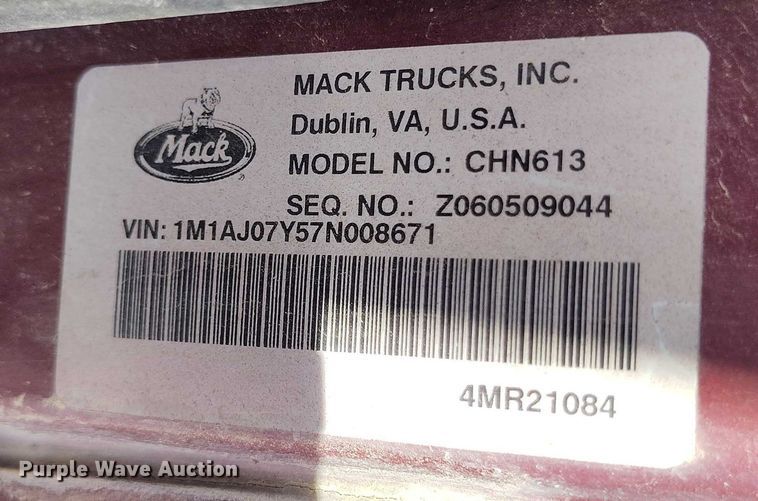 MACK TRUCKS, INC.
Mack
Dublin, VA, U.S.A.
MODEL NO.: CHN613
SEQ. NO.: Z060509044
VIN: 1M1AJ07Y57N008671
4MR21084
Purple Wave Auction